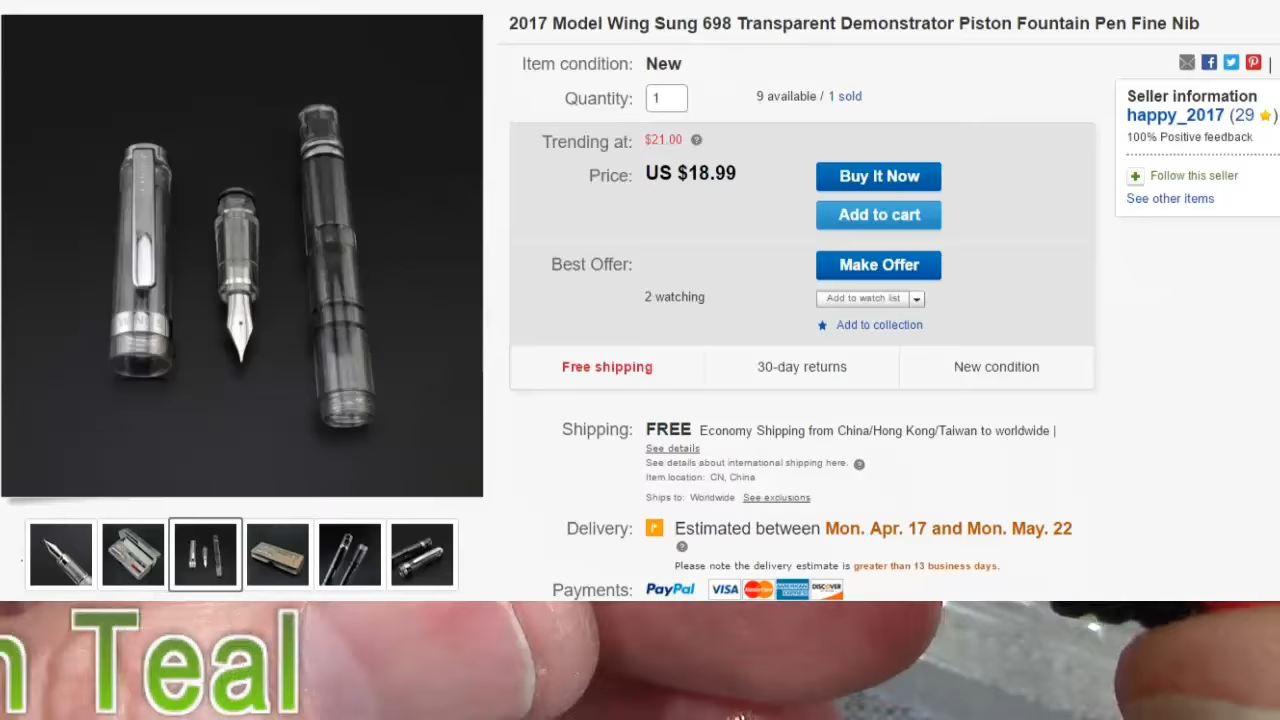 2017 Model Wing Sung 698 Transparent Demonstrator Piston Fountain Pen Fine Nib
Item condition: New
Quantity: 1 9 available / 1 sold
Trending at: $21.00
Price: US $18.99 Buy It Now
Add to cart
Best Offer: Make Offer
2 watching Add to watch list
Add to collection
Free shipping 30-day returns New condition
Shipping: FREE Economy Shipping from China/Hong Kong/Taiwan to worldwide |
See details
See details about international shipping here.
Item location: CN, China
Ships to: Worldwide See exclusions
Delivery: Estimated between Mon. Apr. 17 and Mon. May. 22
Please note the delivery estimate is greater than 13 business days.
Payments: PayPal VISA MasterCard AMERICAN EXPRESS DISCOVER
Seller information
happy_2017 (29 )
100% Positive feedback
Follow this seller
See other items
n Teal